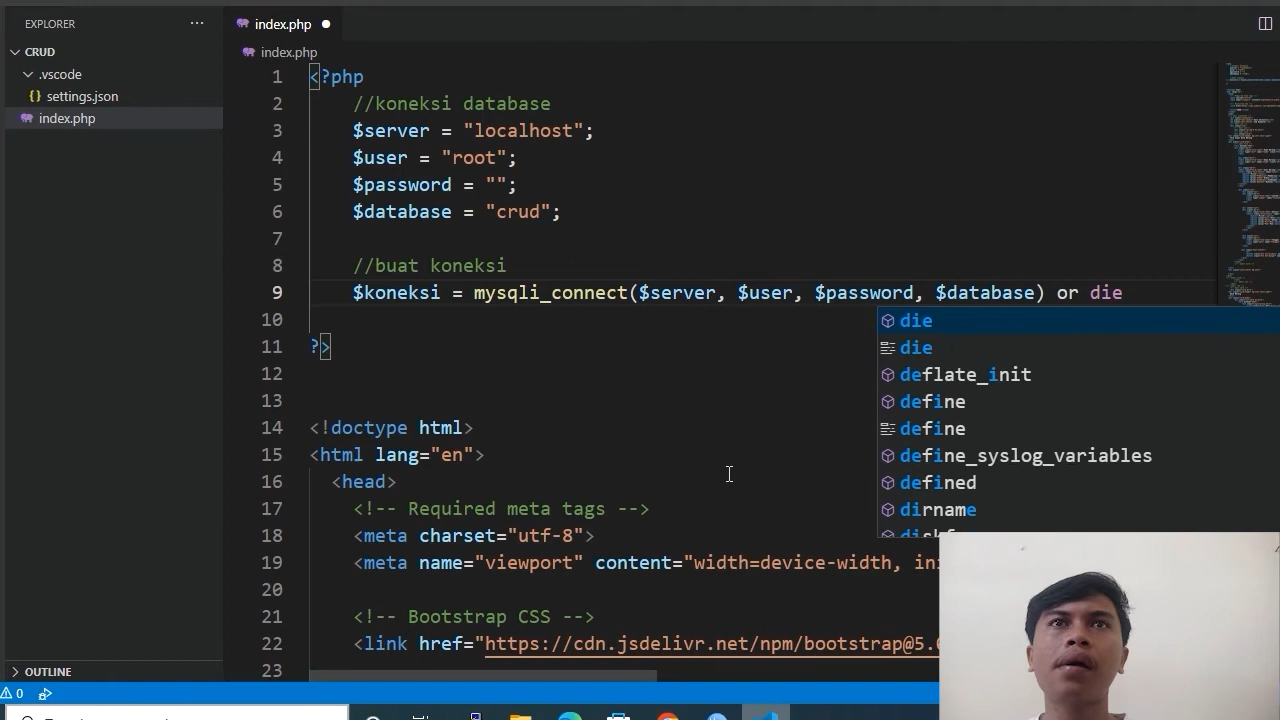 EXPLORER
index.php
CRUD
index.php
.vscode
settings.json
index.php
1 <?php
2 //koneksi database
3 $server = "localhost";
4 $user = "root";
5 $password = "";
6 $database = "crud";
7
8 //buat koneksi
9 $koneksi = mysqli_connect($server, $user, $password, $database) or die
10
11 ?>
12
13
14 <!doctype html>
15 <html lang="en">
16 <head>
17 <!-- Required meta tags -->
18 <meta charset="utf-8">
19 <meta name="viewport" content="width=device-width,
20
21 <!-- Bootstrap CSS -->
22 <link href="https://cdn.jsdelivr.net/npm/bootstrap@5.
23
die
die
deflate_init
define
define
define_syslog_variables
defined
dirname
OUTLINE
0